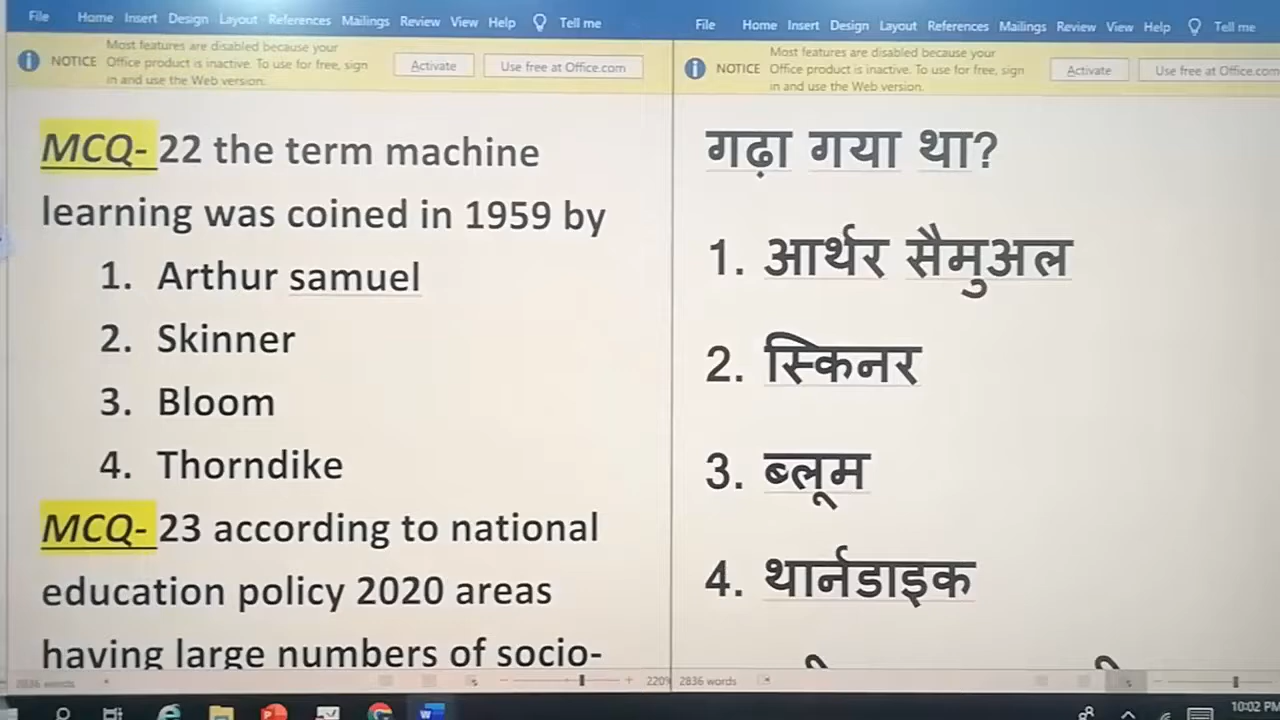 File Home Insert Design Layout References Mailings Review View Help Tell me
NOTICE Most features are disabled because your
Office product is inactive. To use for free, sign
in and use the Web version.
Activate Use free at Office.com
MCQ- 22 the term machine
learning was coined in 1959 by
1. Arthur samuel
2. Skinner
3. Bloom
4. Thorndike
MCQ- 23 according to national
education policy 2020 areas
having large numbers of socio-
2836 words 220%
File Home Insert Design Layout References Mailings Review View Help Tell me
NOTICE Most features are disabled because your
Office product is inactive. To use for free, sign
in and use the Web version.
Activate Use free at Office.com
गढ़ा गया था?
1. आर्थर सैमुअल
2. स्किनर
3. ब्लूम
4. थार्नडाइक
2836 words
10:02 PM